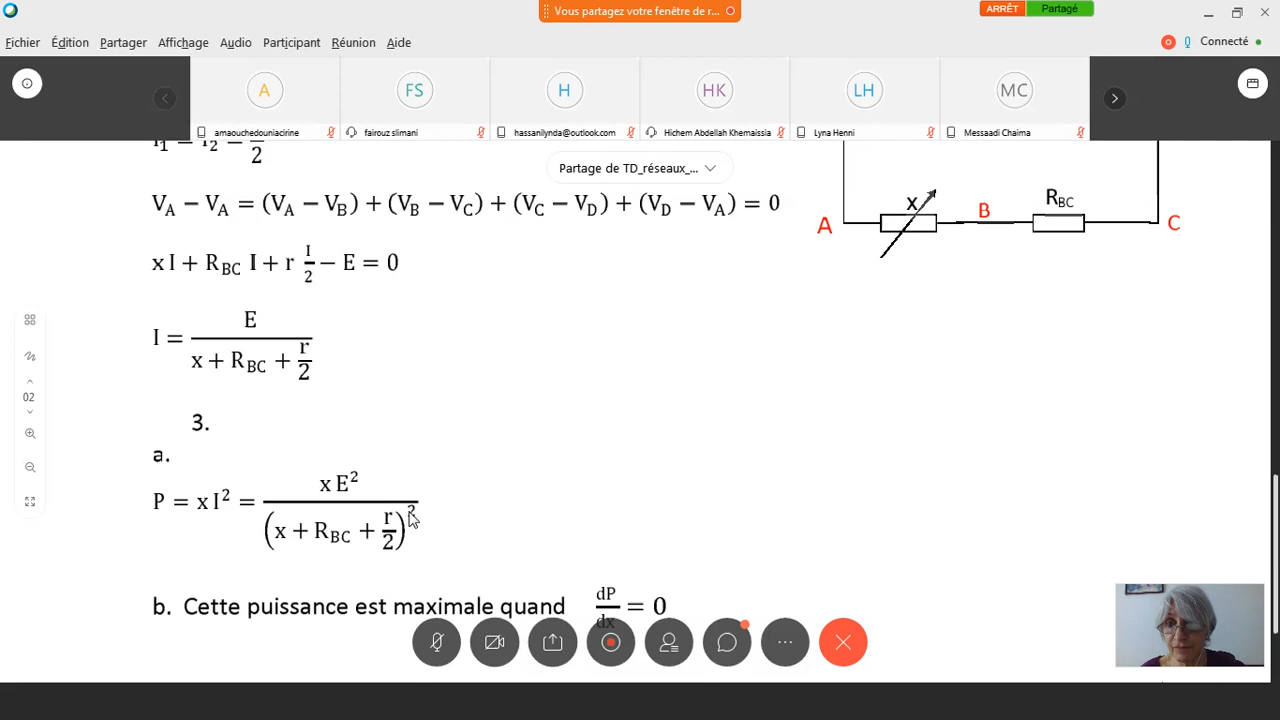 Vous partagez votre fenêtre de r...
ARRÊT Partagé
Fichier Édition Partager Affichage Audio Participant Réunion Aide
Connecté
A FS H HK LH MC
amaouchedouniacirine fairouz slimani hassanilynda@outlook.com Hichem Abdellah Khemaissia Lyna Henni Messaadi Chaima
Partage de TD_réseaux_...
I₁ = I₂ = I/2
V_A − V_A = (V_A − V_B) + (V_B − V_C) + (V_C − V_D) + (V_D − V_A) = 0
x I + R_BC I + r I/2 − E = 0
I = E / (x + R_BC + r/2)
A x B R_BC C
02
3.
a.
P = x I² = x E² / (x + R_BC + r/2)²
b. Cette puissance est maximale quand dP/dx = 0